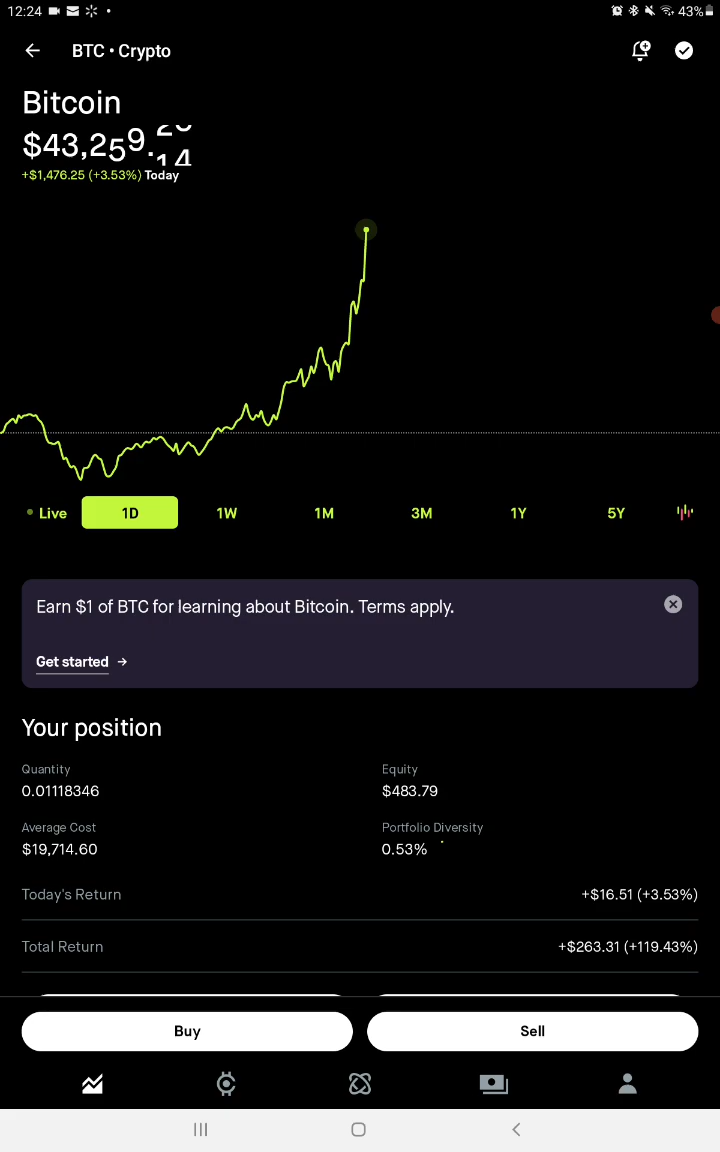 12:24
43%
BTC • Crypto
Bitcoin
$43,259.
+$1,476.25 (+3.53%) Today
Live 1D 1W 1M 3M 1Y 5Y
Earn $1 of BTC for learning about Bitcoin. Terms apply.
Get started →
Your position
Quantity Equity
0.01118346 $483.79
Average Cost Portfolio Diversity
$19,714.60 0.53%
Today's Return +$16.51 (+3.53%)
Total Return +$263.31 (+119.43%)
Buy Sell